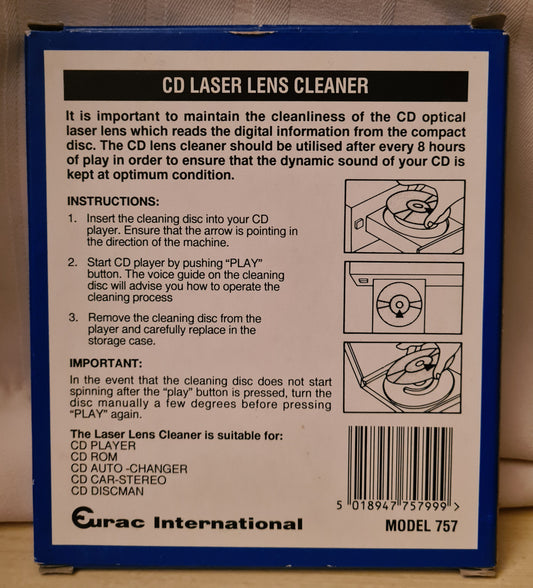 CD LASER LENS CLEANER
It is important to maintain the cleanliness of the CD optical
laser lens which reads the digital information from the compact
disc. The CD lens cleaner should be utilised after every 8 hours
of play in order to ensure that the dynamic sound of your CD is
kept at optimum condition.
INSTRUCTIONS:
1. Insert the cleaning disc into your CD
player. Ensure that the arrow is pointing in
the direction of the machine.
2. Start CD player by pushing “PLAY”
button. The voice guide on the cleaning
disc will advise you how to operate the
cleaning process
3. Remove the cleaning disc from the
player and carefully replace in the
storage case.
IMPORTANT:
In the event that the cleaning disc does not start
spinning after the “play” button is pressed, turn the
disc manually a few degrees before pressing
“PLAY” again.
The Laser Lens Cleaner is suitable for:
CD PLAYER
CD ROM
CD AUTO -CHANGER
CD CAR-STEREO
CD DISCMAN
Eurac International
5 018947 757999 >
MODEL 757